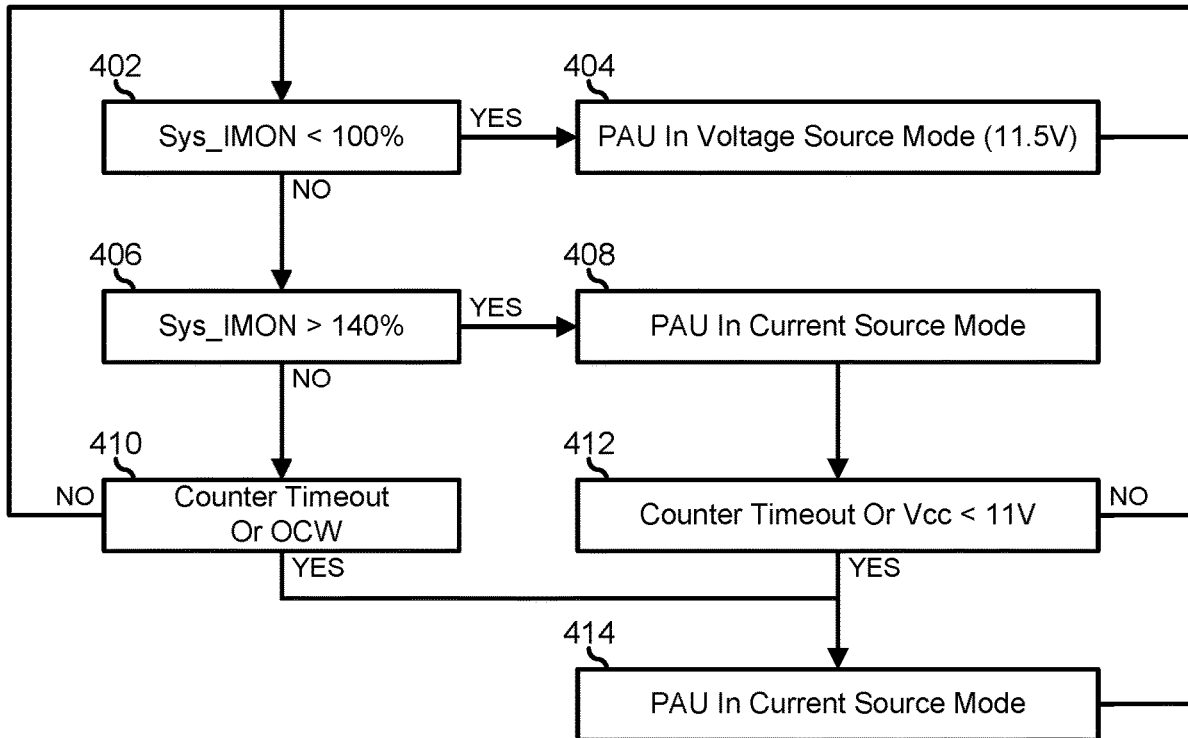 402
Sys_IMON < 100%
YES
404
PAU In Voltage Source Mode (11.5V)
NO
406
Sys_IMON > 140%
YES
408
PAU In Current Source Mode
NO
410
NO
Counter Timeout
Or OCW
YES
412
Counter Timeout Or Vcc < 11V
NO
YES
414
PAU In Current Source Mode